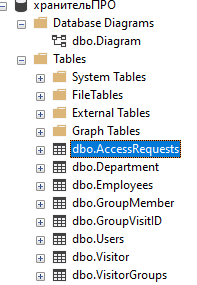 хранительПРО
Database Diagrams
dbo.Diagram
Tables
System Tables
FileTables
External Tables
Graph Tables
dbo.AccessRequests
dbo.Department
dbo.Employees
dbo.GroupMember
dbo.GroupVisitID
dbo.Users
dbo.Visitor
dbo.VisitorGroups